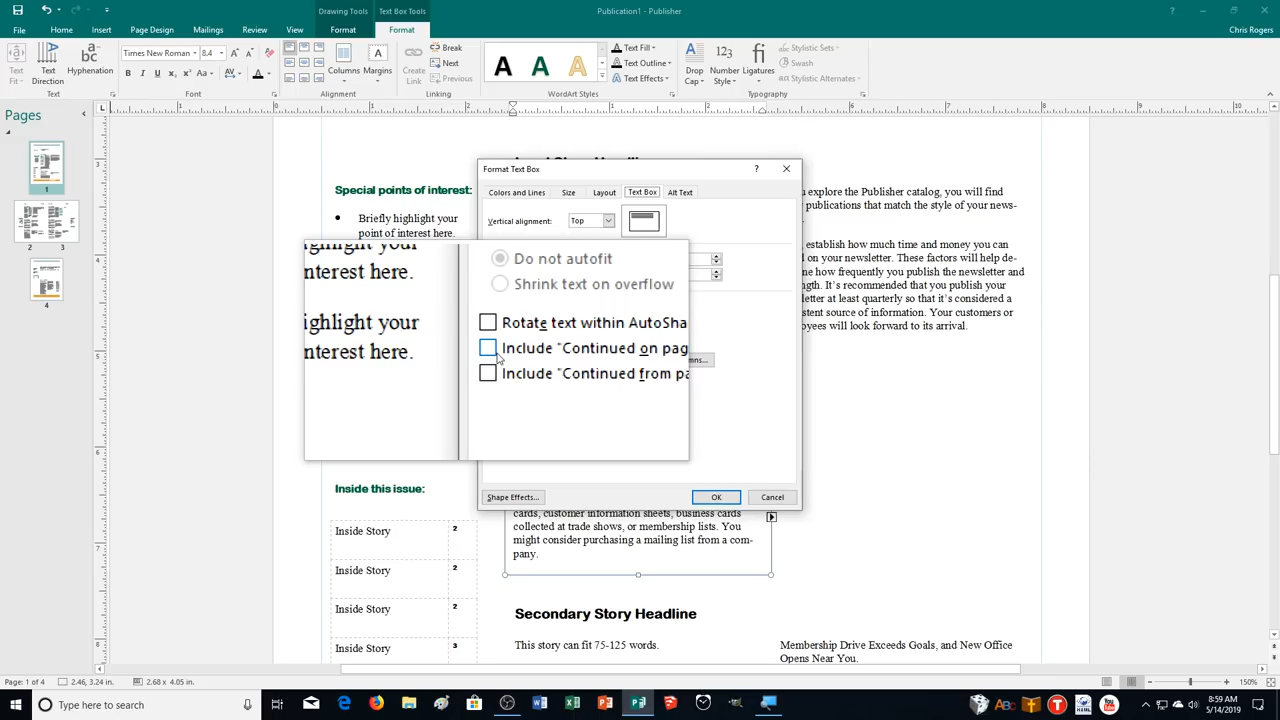 Drawing Tools
Text Box Tools
Publication1 - Publisher
?
File
Home
Insert
Page Design
Mailings
Review
View
Format
Format
Chris Rogers
Text
Fit
Text
Direction
Hyphenation
Times New Roman
8.4
Columns
Margins
Create
Link
Break
Next
Previous
A A A
Text Fill
Text Outline
Text Effects
Drop
Cap
Number
Style
Ligatures
Stylistic Sets
Swash
Stylistic Alternates
Text
Font
Alignment
Linking
WordArt Styles
Typography
Pages
1
2 3
4
Special points of interest:
Briefly highlight your
point of interest here.
Format Text Box
Colors and Lines
Size
Layout
Text Box
Alt Text
Vertical alignment:
Top
ghlight your
nterest here.
ighlight your
nterest here.
Do not autofit
Shrink text on overflow
Rotate text within AutoSha
Include "Continued on pag
Include "Continued from pa
mns...
Shape Effects...
OK
Cancel
u explore the Publisher catalog, you will find
publications that match the style of your news-
establish how much time and money you can
d on your newsletter. These factors will help de-
ine how frequently you publish the newsletter and
ngth. It's recommended that you publish your
letter at least quarterly so that it's considered a
stent source of information. Your customers or
oyees will look forward to its arrival.
Inside this issue:
Inside Story 2
Inside Story 2
Inside Story 2
Inside Story 3
cards, customer information sheets, business cards
collected at trade shows, or membership lists. You
might consider purchasing a mailing list from a com-
pany.
Secondary Story Headline
This story can fit 75-125 words.
Membership Drive Exceeds Goals, and New Office
Opens Near You.
Page: 1 of 4
2.46, 3.24 in.
2.68 x 4.05 in.
150%
Type here to search
8:59 AM
5/14/2019